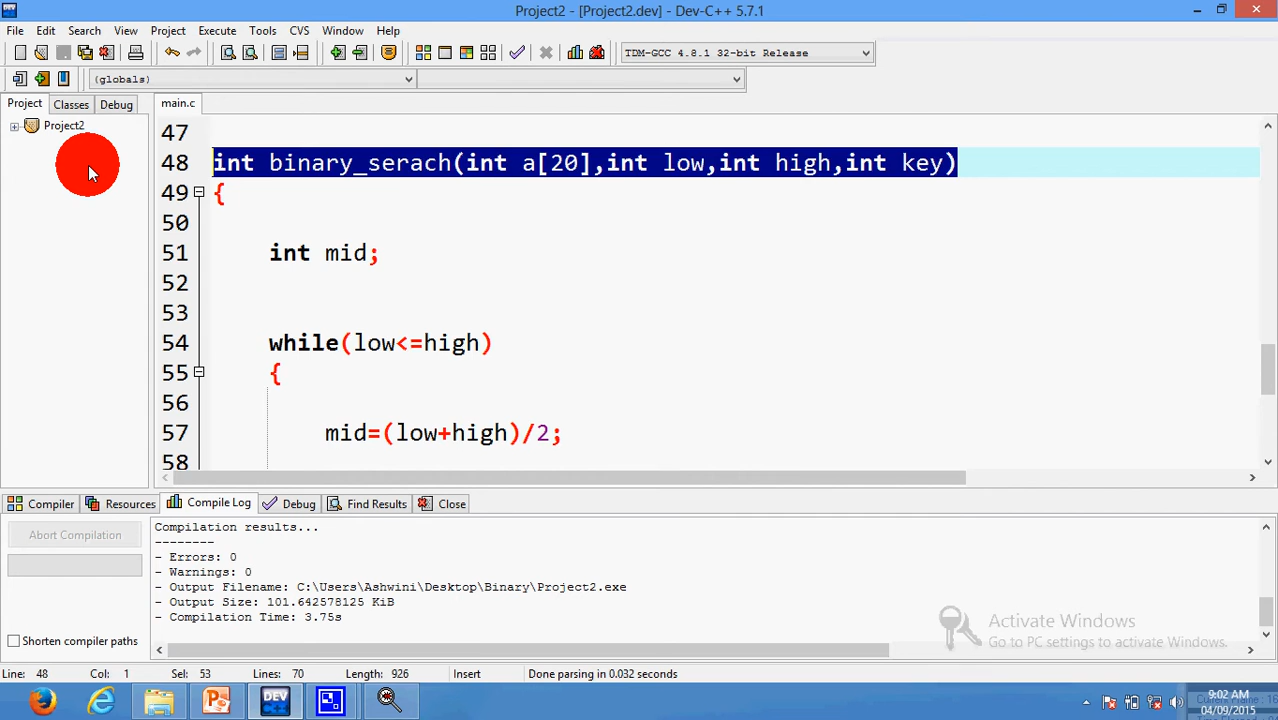 Project2 - [Project2.dev] - Dev-C++ 5.7.1
File Edit Search View Project Execute Tools CVS Window Help
TDM-GCC 4.8.1 32-bit Release
(globals)
Project Classes Debug
main.c
Project2
47
48 int binary_serach(int a[20],int low,int high,int key)
49 {
50
51 int mid;
52
53
54 while(low<=high)
55 {
56
57 mid=(low+high)/2;
58
Compiler Resources Compile Log Debug Find Results Close
Abort Compilation
Shorten compiler paths
Compilation results...
--------
- Errors: 0
- Warnings: 0
- Output Filename: C:\Users\Ashwini\Desktop\Binary\Project2.exe
- Output Size: 101.642578125 KiB
- Compilation Time: 3.75s
Activate Windows
Go to PC settings to activate Windows.
Line: 48 Col: 1 Sel: 53 Lines: 70 Length: 926 Insert Done parsing in 0.032 seconds
DEV C++
9:02 AM
04/09/2015